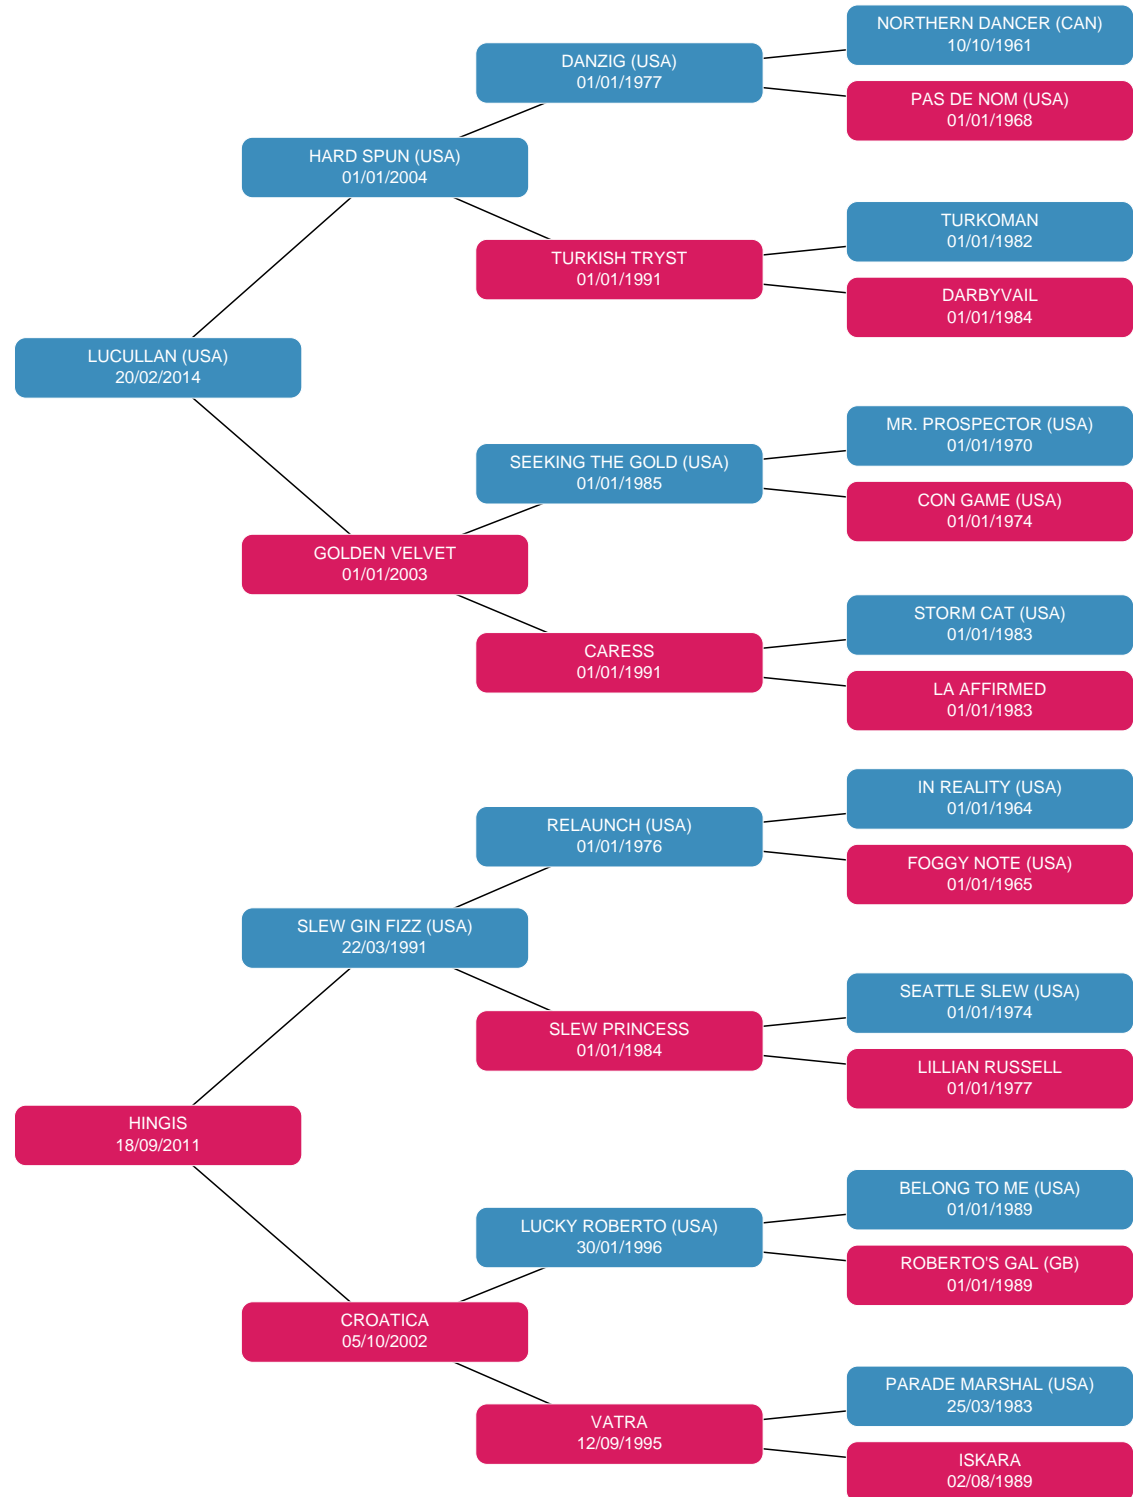 NORTHERN DANCER (CAN)
10/10/1961
DANZIG (USA)
01/01/1977
PAS DE NOM (USA)
01/01/1968
HARD SPUN (USA)
01/01/2004
TURKOMAN
01/01/1982
TURKISH TRYST
01/01/1991
DARBYVAIL
01/01/1984
LUCULLAN (USA)
20/02/2014
MR. PROSPECTOR (USA)
01/01/1970
SEEKING THE GOLD (USA)
01/01/1985
CON GAME (USA)
01/01/1974
GOLDEN VELVET
01/01/2003
STORM CAT (USA)
01/01/1983
CARESS
01/01/1991
LA AFFIRMED
01/01/1983
IN REALITY (USA)
01/01/1964
RELAUNCH (USA)
01/01/1976
FOGGY NOTE (USA)
01/01/1965
SLEW GIN FIZZ (USA)
22/03/1991
SEATTLE SLEW (USA)
01/01/1974
SLEW PRINCESS
01/01/1984
LILLIAN RUSSELL
01/01/1977
HINGIS
18/09/2011
BELONG TO ME (USA)
01/01/1989
LUCKY ROBERTO (USA)
30/01/1996
ROBERTO'S GAL (GB)
01/01/1989
CROATICA
05/10/2002
PARADE MARSHAL (USA)
25/03/1983
VATRA
12/09/1995
ISKARA
02/08/1989